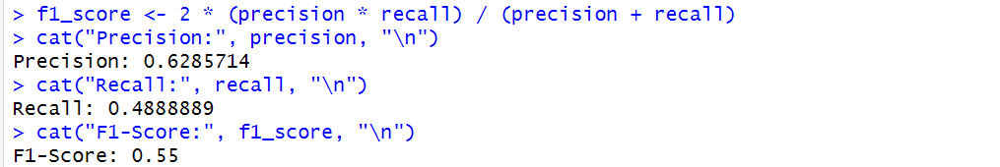 > f1_score <- 2 * (precision * recall) / (precision + recall)
> cat("Precision:", precision, "\n")
Precision: 0.6285714
> cat("Recall:", recall, "\n")
Recall: 0.4888889
> cat("F1-Score:", f1_score, "\n")
F1-Score: 0.55